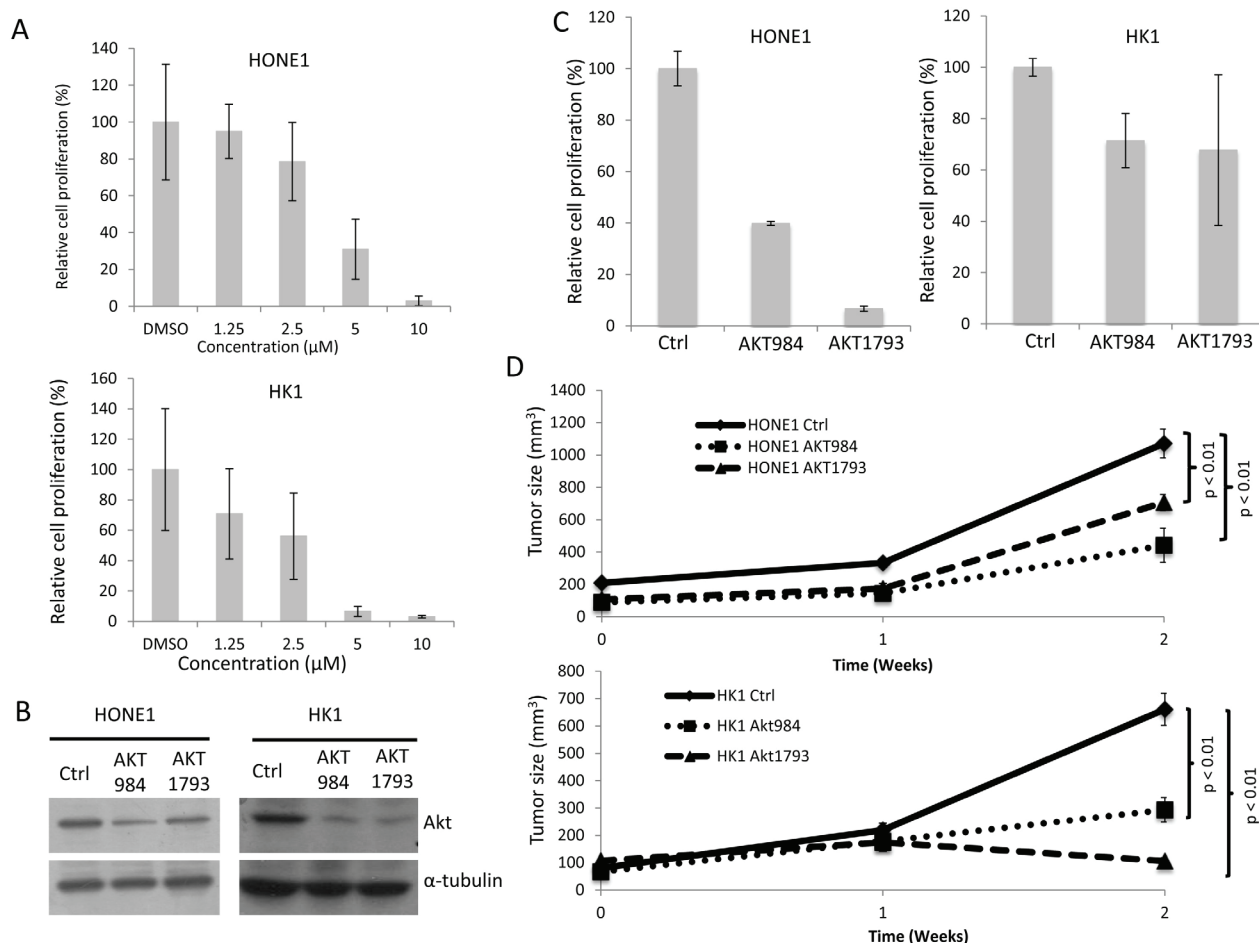 A
HONE1
Relative cell proliferation (%)
140
120
100
80
60
40
20
0
DMSO 1.25 2.5 5 10
Concentration (µM)
HK1
Relative cell proliferation (%)
160
140
120
100
80
60
40
20
0
DMSO 1.25 2.5 5 10
Concentration (µM)
B
HONE1 HK1
Ctrl AKT 984 AKT 1793
Ctrl AKT 984 AKT 1793
Akt
α-tubulin
C
HONE1
Relative cell proliferation (%)
120
100
80
60
40
20
0
Ctrl AKT984 AKT1793
HK1
Relative cell proliferation (%)
120
100
80
60
40
20
0
Ctrl AKT984 AKT1793
D
Tumor size (mm³)
1400
1200
1000
800
600
400
200
0
HONE1 Ctrl
HONE1 AKT984
HONE1 AKT1793
p < 0.01
p < 0.01
0 1 2
Time (Weeks)
Tumor size (mm³)
800
700
600
500
400
300
200
100
0
HK1 Ctrl
HK1 Akt984
HK1 Akt1793
p < 0.01
p < 0.01
0 1 2
Time (Weeks)